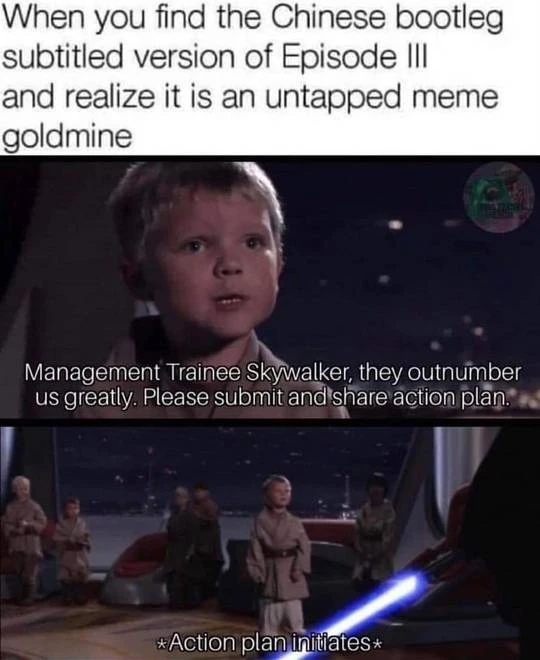 When you find the Chinese bootleg
subtitled version of Episode III
and realize it is an untapped meme
goldmine
Management Trainee Skywalker, they outnumber
us greatly. Please submit and share action plan.
*Action plan initiates*